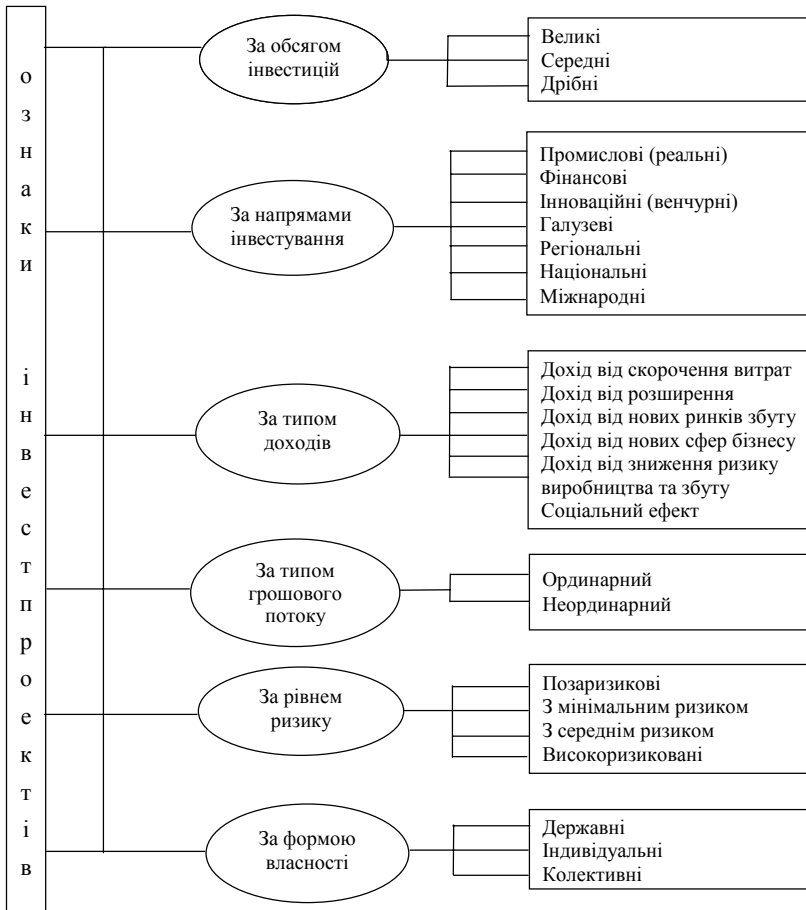 ознаки інвестпроектів
За обсягом
інвестицій
Великі
Середні
Дрібні
За напрямами
інвестування
Промислові (реальні)
Фінансові
Інноваційні (венчурні)
Галузеві
Регіональні
Національні
Міжнародні
За типом
доходів
Дохід від скорочення витрат
Дохід від розширення
Дохід від нових ринків збуту
Дохід від нових сфер бізнесу
Дохід від зниження ризику
виробництва та збуту
Соціальний ефект
За типом
грошового
потоку
Ординарний
Неординарний
За рівнем
ризику
Позаризикові
З мінімальним ризиком
З середнім ризиком
Високоризиковані
За формою
власності
Державні
Індивідуальні
Колективні